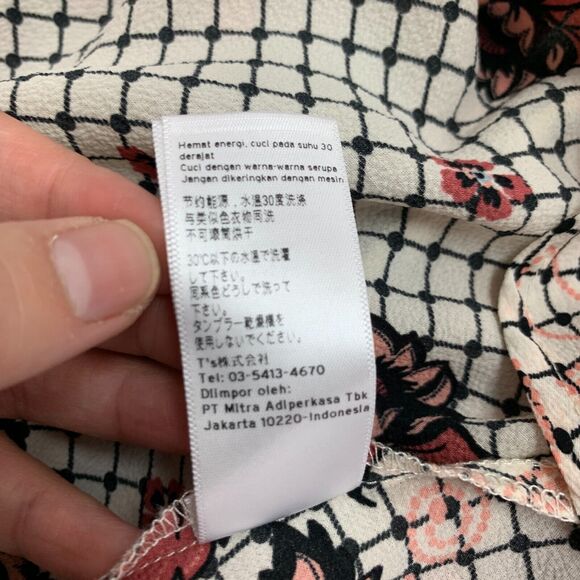 Hemat energi, cuci pada suhu 30
derajat
Cuci dengan warna-warna serupa
Jangan dikeringkan dengan mesin
节约能源，水温30度洗涤
与类似色衣物同洗
不可滚筒烘干
30℃以下の水温で洗濯
して下さい。
同系色どうしで洗って
下さい。
タンブラー乾燥機を
使用しないでください。
T's株式会社
Tel: 03-5413-4670
Diimpor oleh:
PT Mitra Adiperkasa Tbk
Jakarta 10220-Indonesia